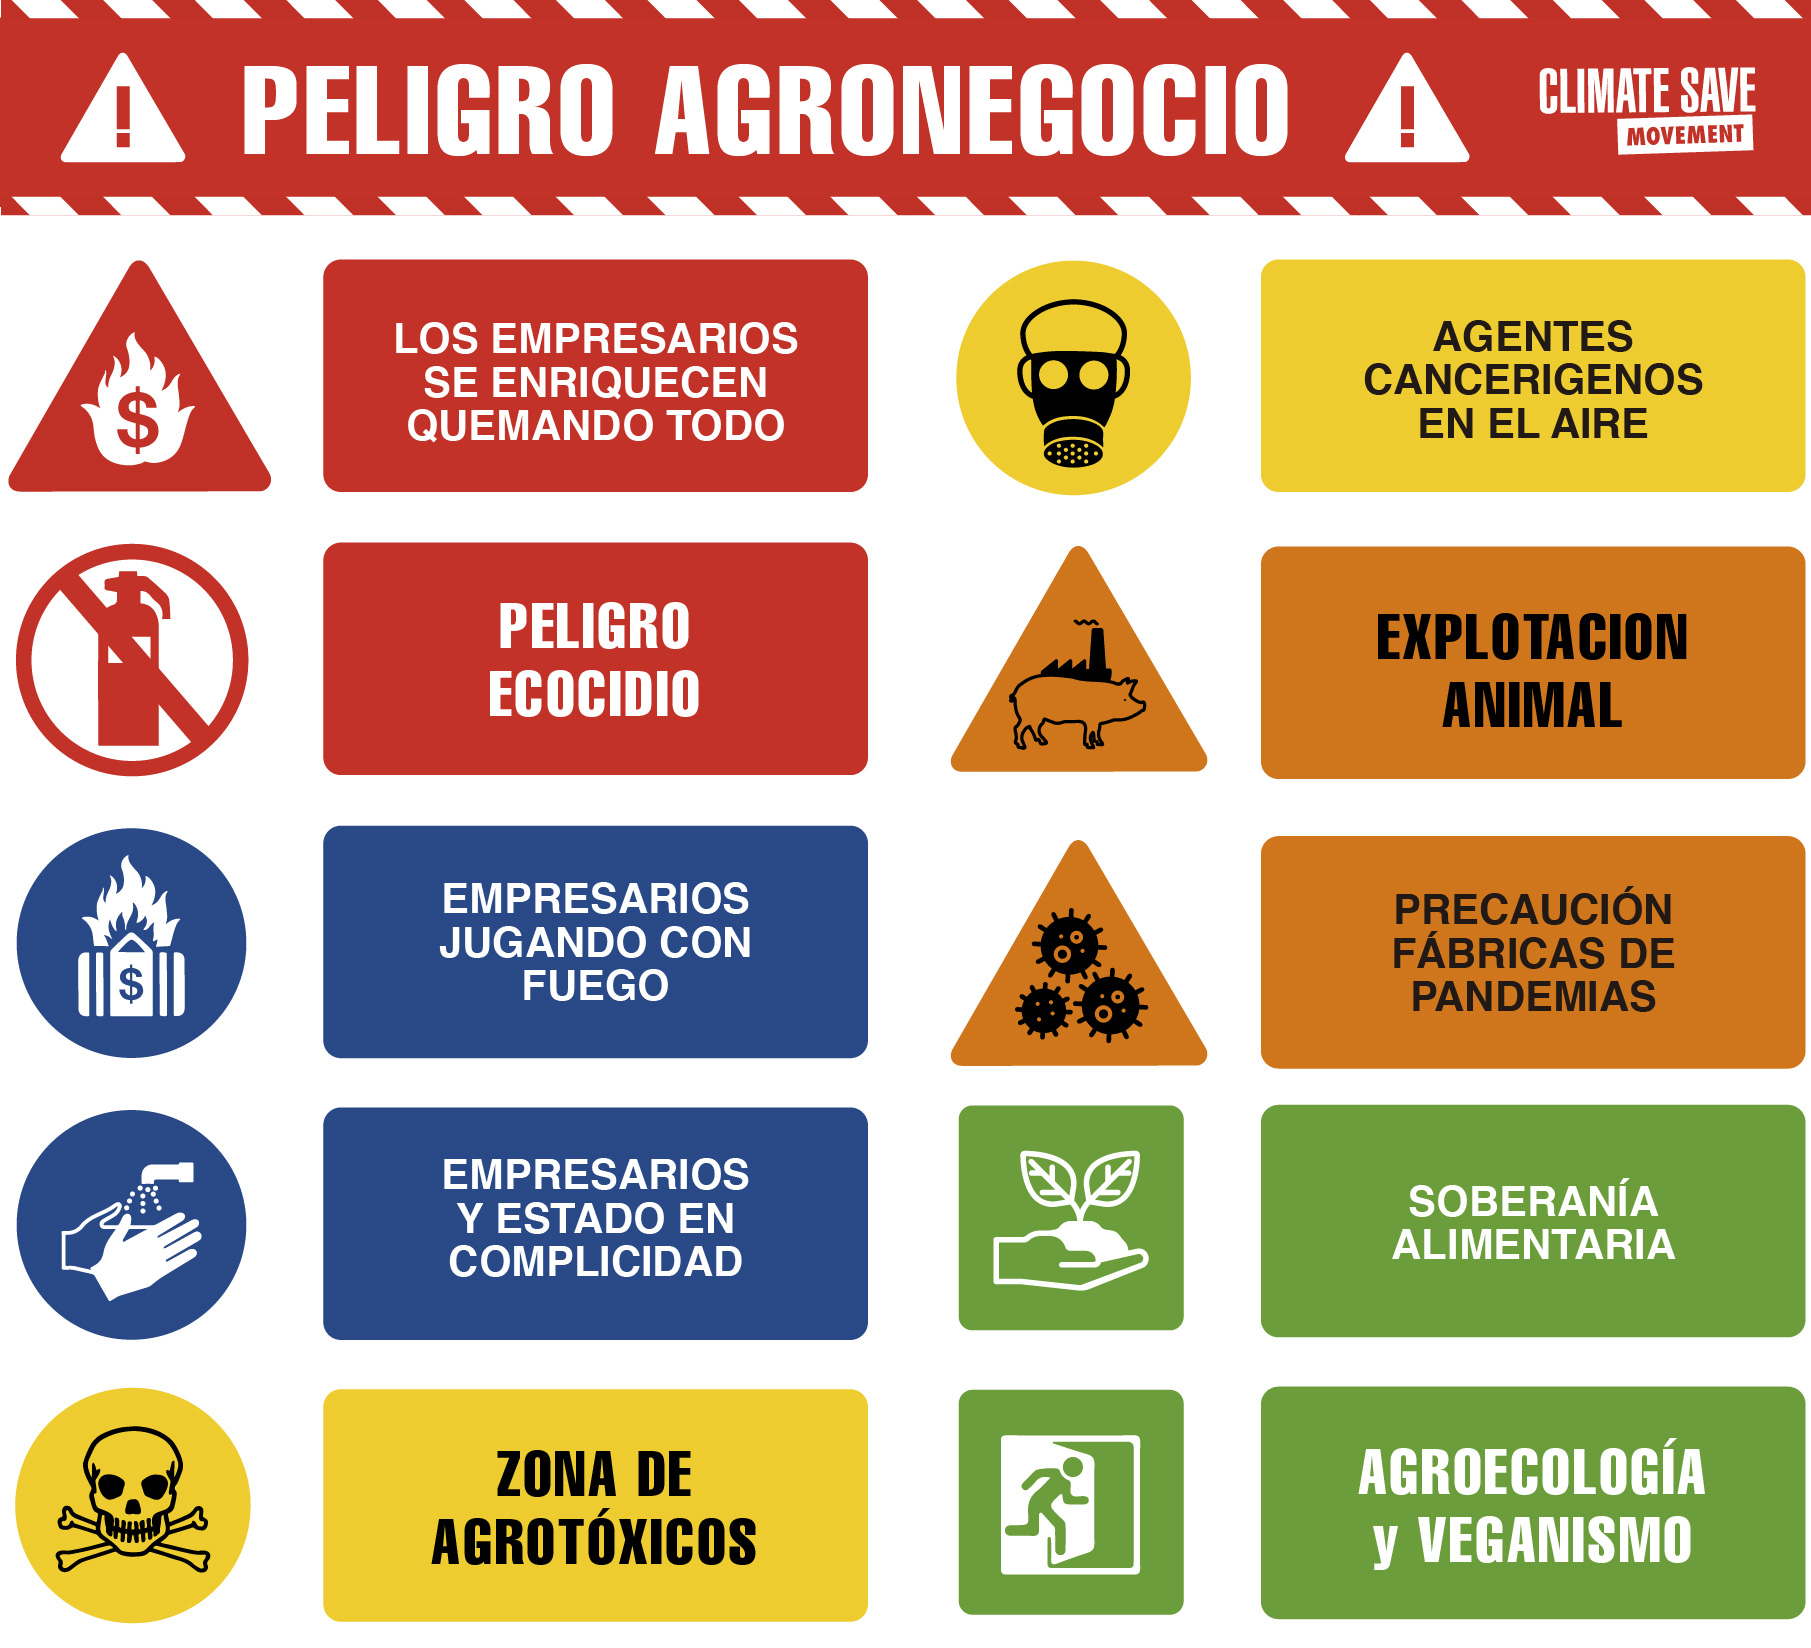 PELIGRO AGRONEGOCIO
CLIMATE SAVE
MOVEMENT
$
LOS EMPRESARIOS
SE ENRIQUECEN
QUEMANDO TODO
PELIGRO
ECOCIDIO
$
EMPRESARIOS
JUGANDO CON
FUEGO
EMPRESARIOS
Y ESTADO EN
COMPLICIDAD
ZONA DE
AGROTÓXICOS
AGENTES
CANCERIGENOS
EN EL AIRE
EXPLOTACION
ANIMAL
PRECAUCIÓN
FÁBRICAS DE
PANDEMIAS
SOBERANÍA
ALIMENTARIA
AGROECOLOGÍA
y VEGANISMO